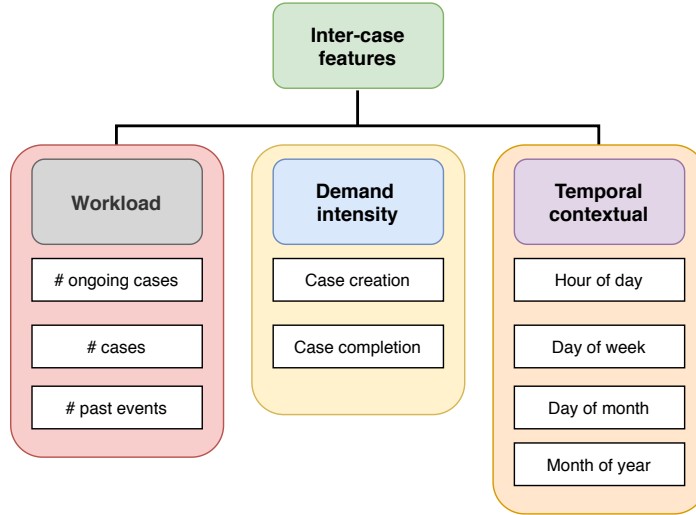 Inter-case
features
Workload
# ongoing cases
# cases
# past events
Demand
intensity
Case creation
Case completion
Temporal
contextual
Hour of day
Day of week
Day of month
Month of year